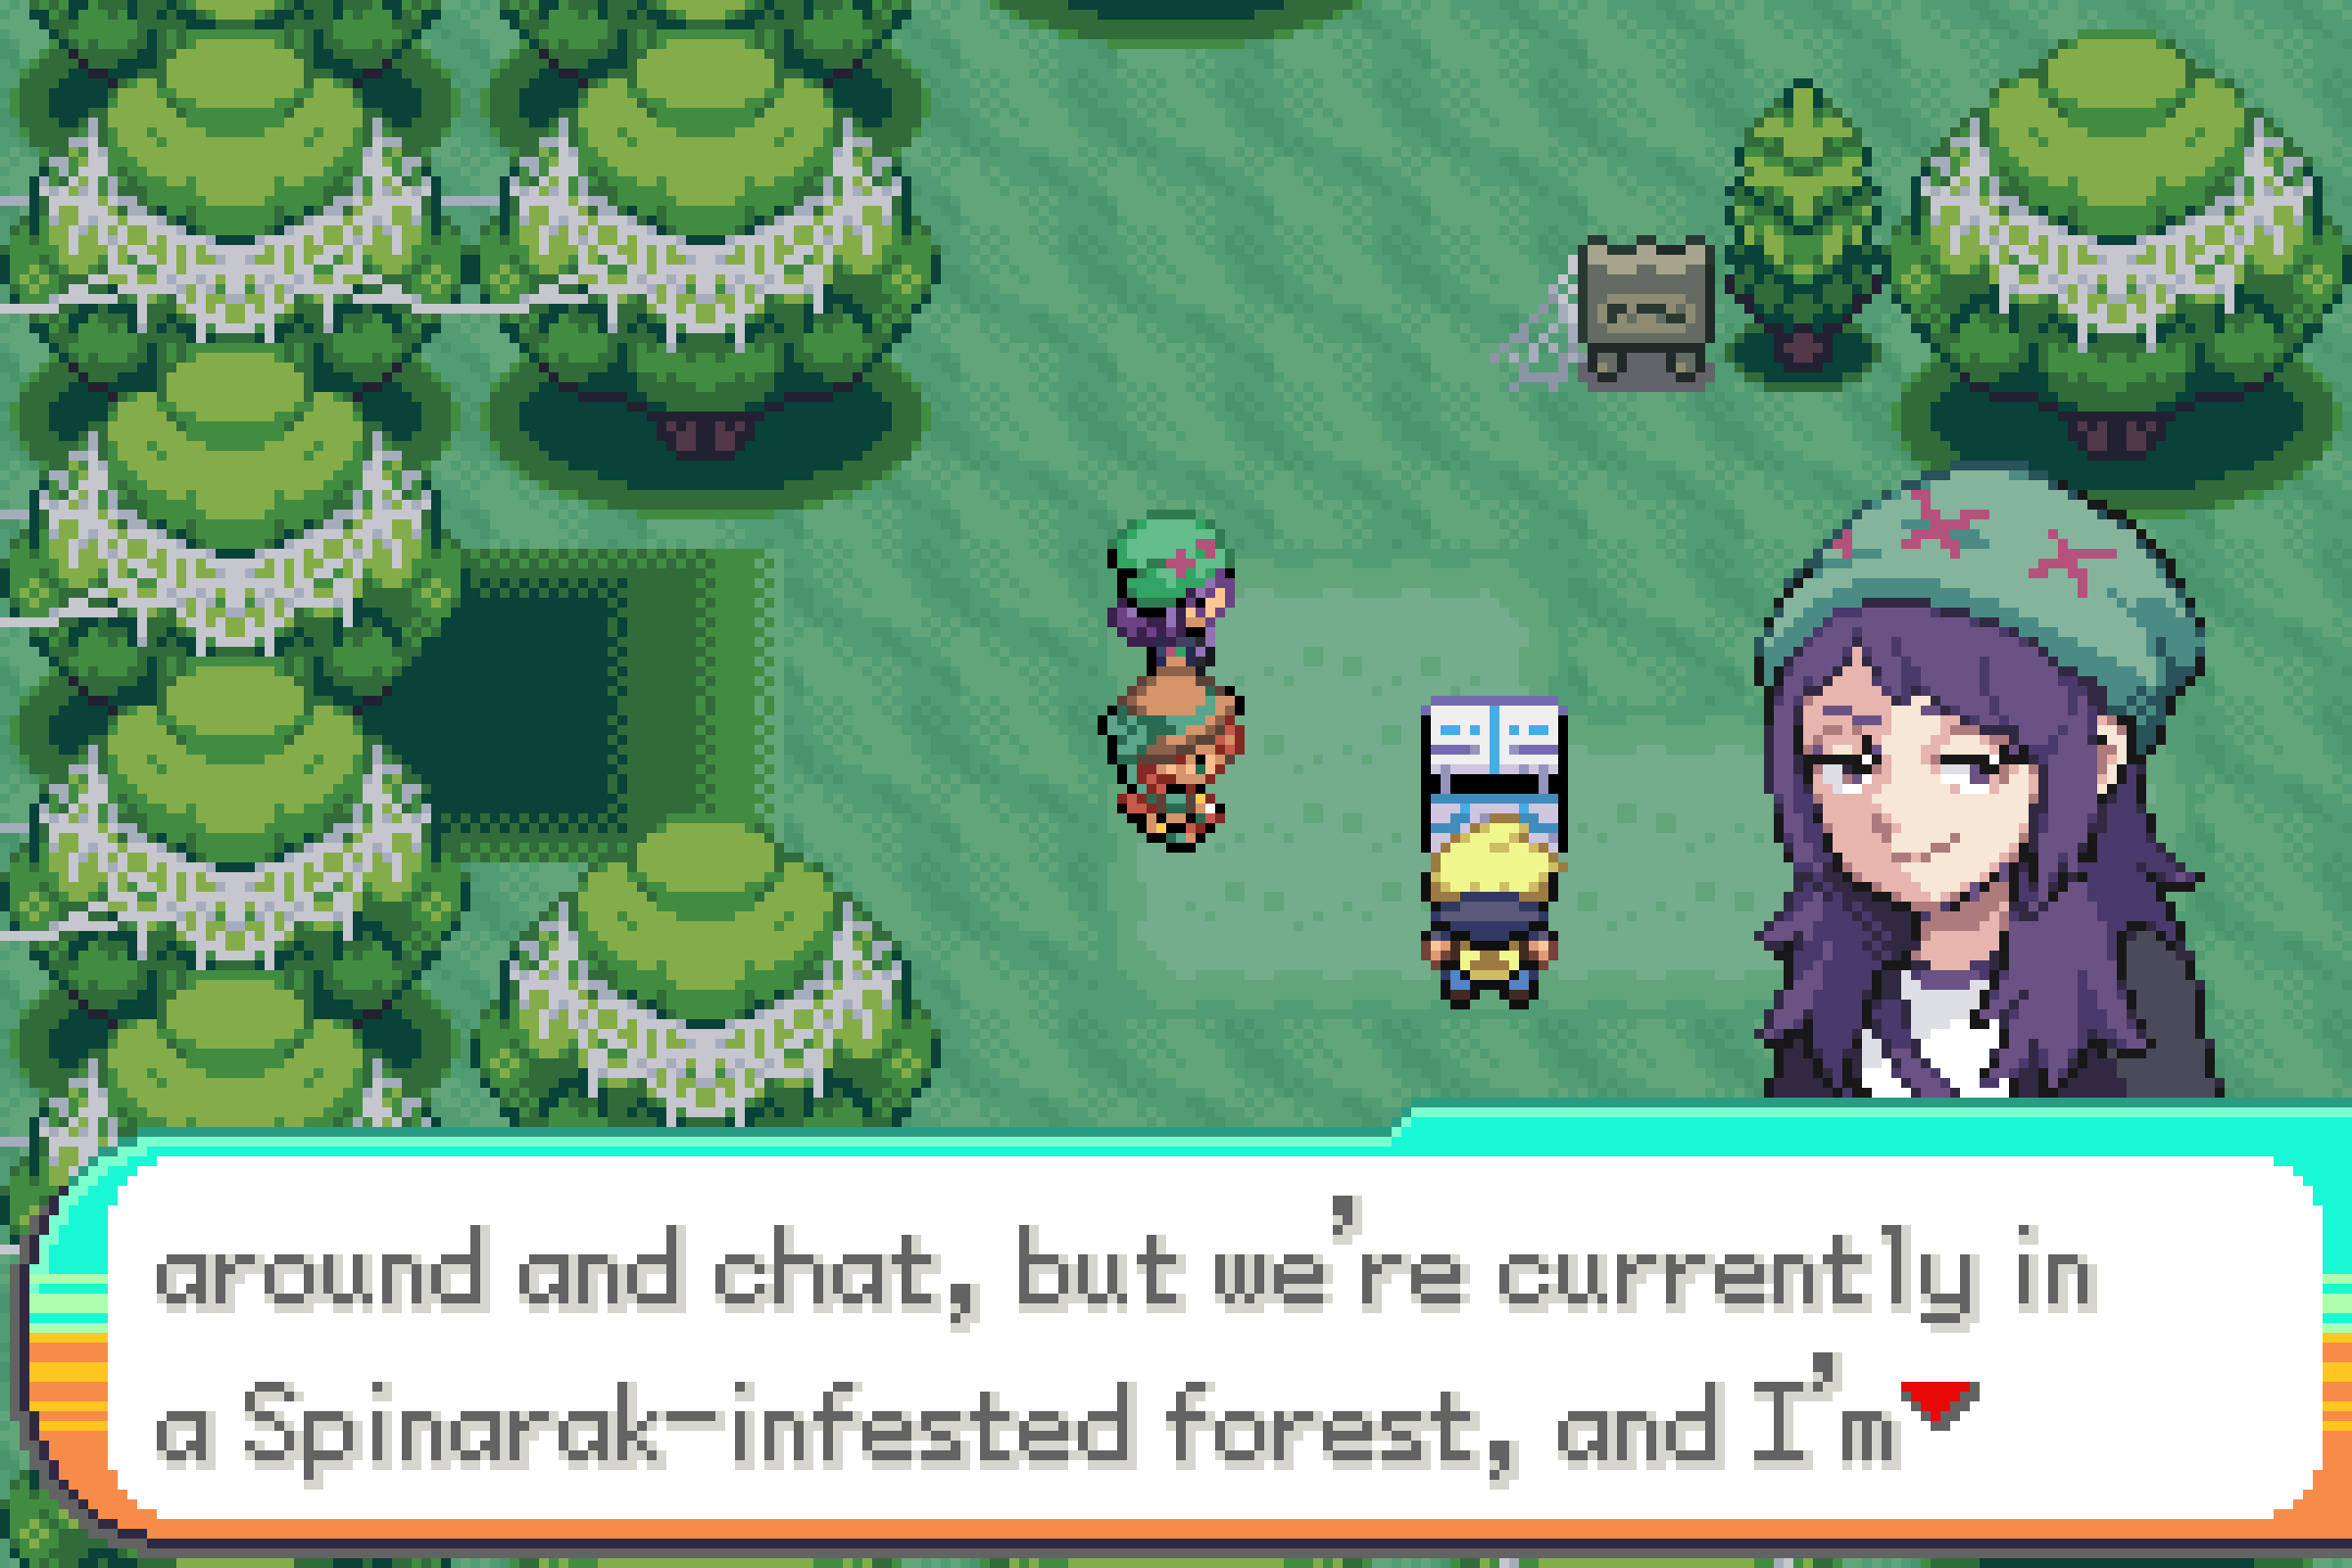 around and chat, but we're currently in
a Spinarak-infested forest, and I'm